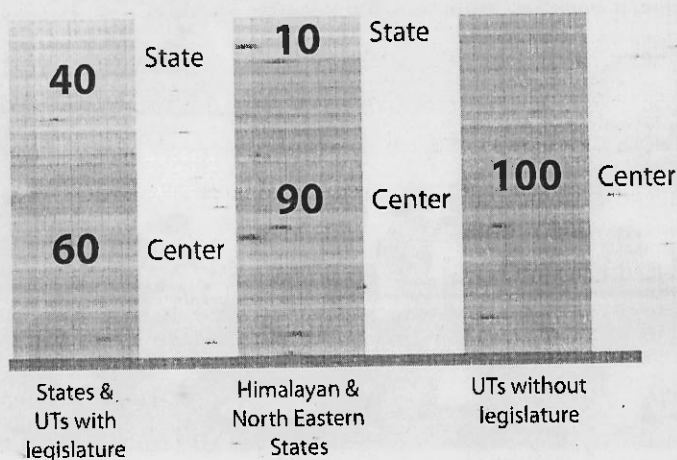 40
State
60
Center
10
State
90
Center
100
Center
States &
UTs with
legislature
Himalayan &
North Eastern
States
UTs without
legislature